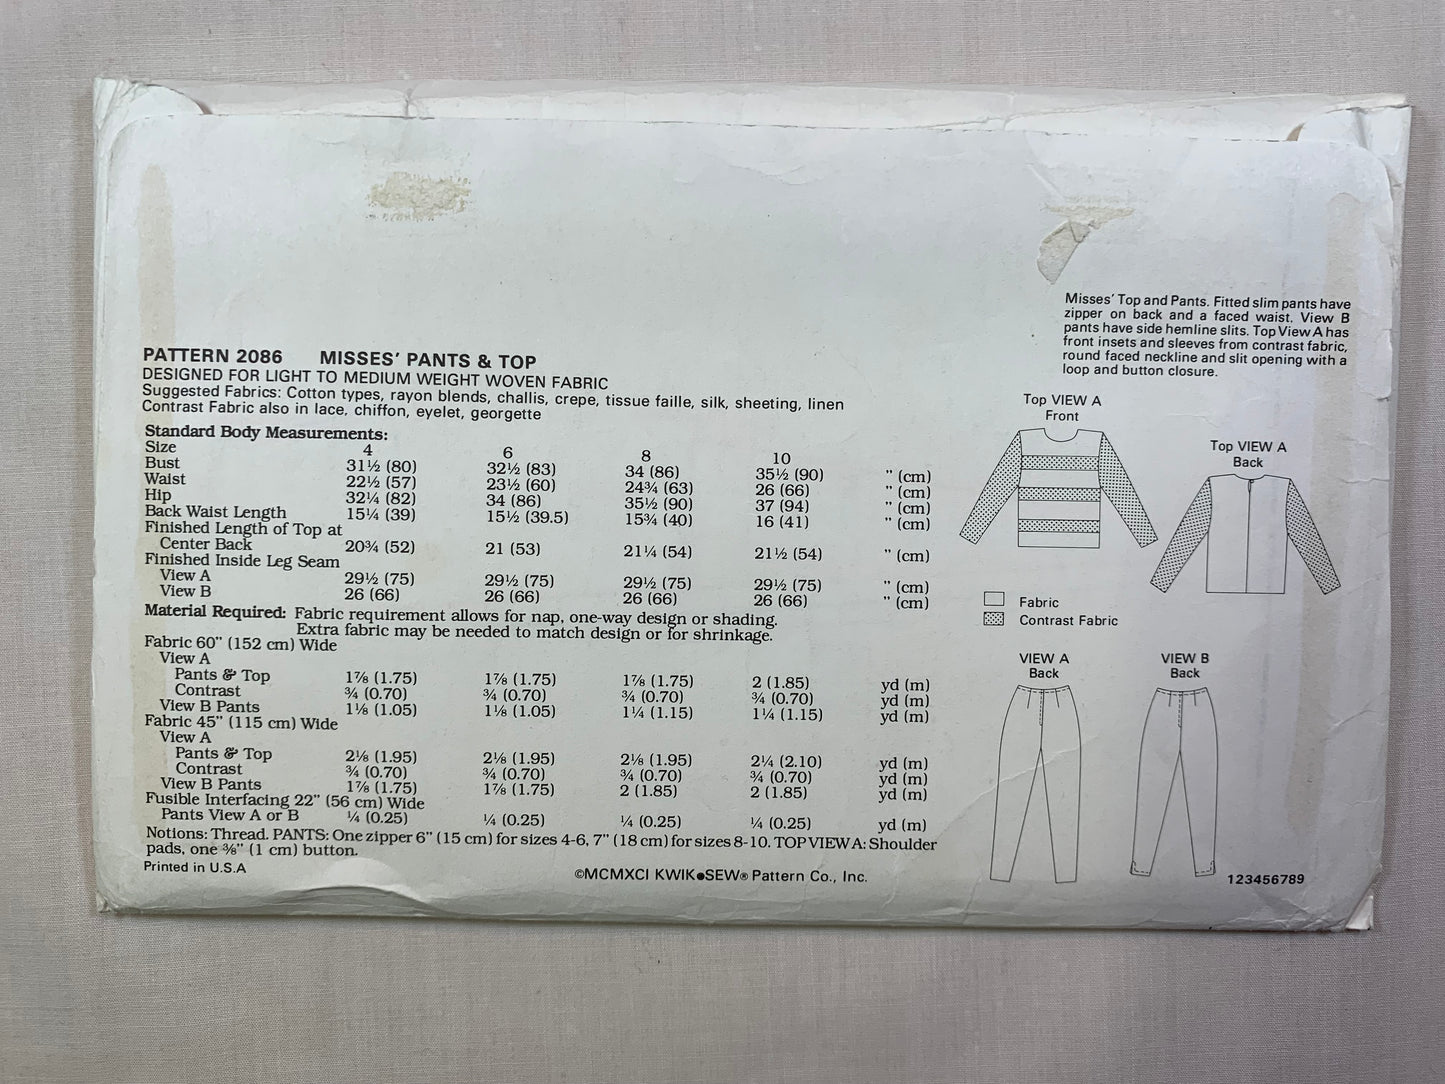 Misses' Top and Pants. Fitted slim pants have
zipper on back and a faced waist. View B
pants have side hemline slits. Top View A has
front insets and sleeves from contrast fabric,
round faced neckline and slit opening with a
loop and button closure.
PATTERN 2086 MISSES' PANTS & TOP
DESIGNED FOR LIGHT TO MEDIUM WEIGHT WOVEN FABRIC
Suggested Fabrics: Cotton types, rayon blends, challis, crepe, tissue faille, silk, sheeting, linen
Contrast Fabric also in lace, chiffon, eyelet, georgette
Standard Body Measurements:
Size 4 6 8 10
Bust 31½ (80) 32½ (83) 34 (86) 35½ (90) " (cm)
Waist 22½ (57) 23½ (60) 24¾ (63) 26 (66) " (cm)
Hip 32¼ (82) 34 (86) 35½ (90) 37 (94) " (cm)
Back Waist Length 15¼ (39) 15½ (39.5) 15¾ (40) 16 (41) " (cm)
Finished Length of Top at
Center Back 20¾ (52) 21 (53) 21¼ (54) 21½ (54) " (cm)
Finished Inside Leg Seam
View A 29½ (75) 29½ (75) 29½ (75) 29½ (75) " (cm)
View B 26 (66) 26 (66) 26 (66) 26 (66) " (cm)
Material Required: Fabric requirement allows for nap, one-way design or shading.
Extra fabric may be needed to match design or for shrinkage.
Fabric 60" (152 cm) Wide
View A
Pants & Top 1⅞ (1.75) 1⅞ (1.75) 1⅞ (1.75) 2 (1.85) yd (m)
Contrast ¾ (0.70) ¾ (0.70) ¾ (0.70) ¾ (0.70) yd (m)
View B Pants 1⅛ (1.05) 1⅛ (1.05) 1¼ (1.15) 1¼ (1.15) yd (m)
Fabric 45" (115 cm) Wide
View A
Pants & Top 2⅛ (1.95) 2⅛ (1.95) 2⅛ (1.95) 2¼ (2.10) yd (m)
Contrast ¾ (0.70) ¾ (0.70) ¾ (0.70) ¾ (0.70) yd (m)
View B Pants 1⅞ (1.75) 1⅞ (1.75) 2 (1.85) 2 (1.85) yd (m)
Fusible Interfacing 22" (56 cm) Wide
Pants View A or B ¼ (0.25) ¼ (0.25) ¼ (0.25) ¼ (0.25) yd (m)
Notions: Thread. PANTS: One zipper 6" (15 cm) for sizes 4-6, 7" (18 cm) for sizes 8-10. TOP VIEW A: Shoulder
pads, one ⅜" (1 cm) button.
Printed in U.S.A
©MCMXCI KWIK●SEW® Pattern Co., Inc.
Top VIEW A
Front
Top VIEW A
Back
Fabric
Contrast Fabric
VIEW A
Back
VIEW B
Back
123456789